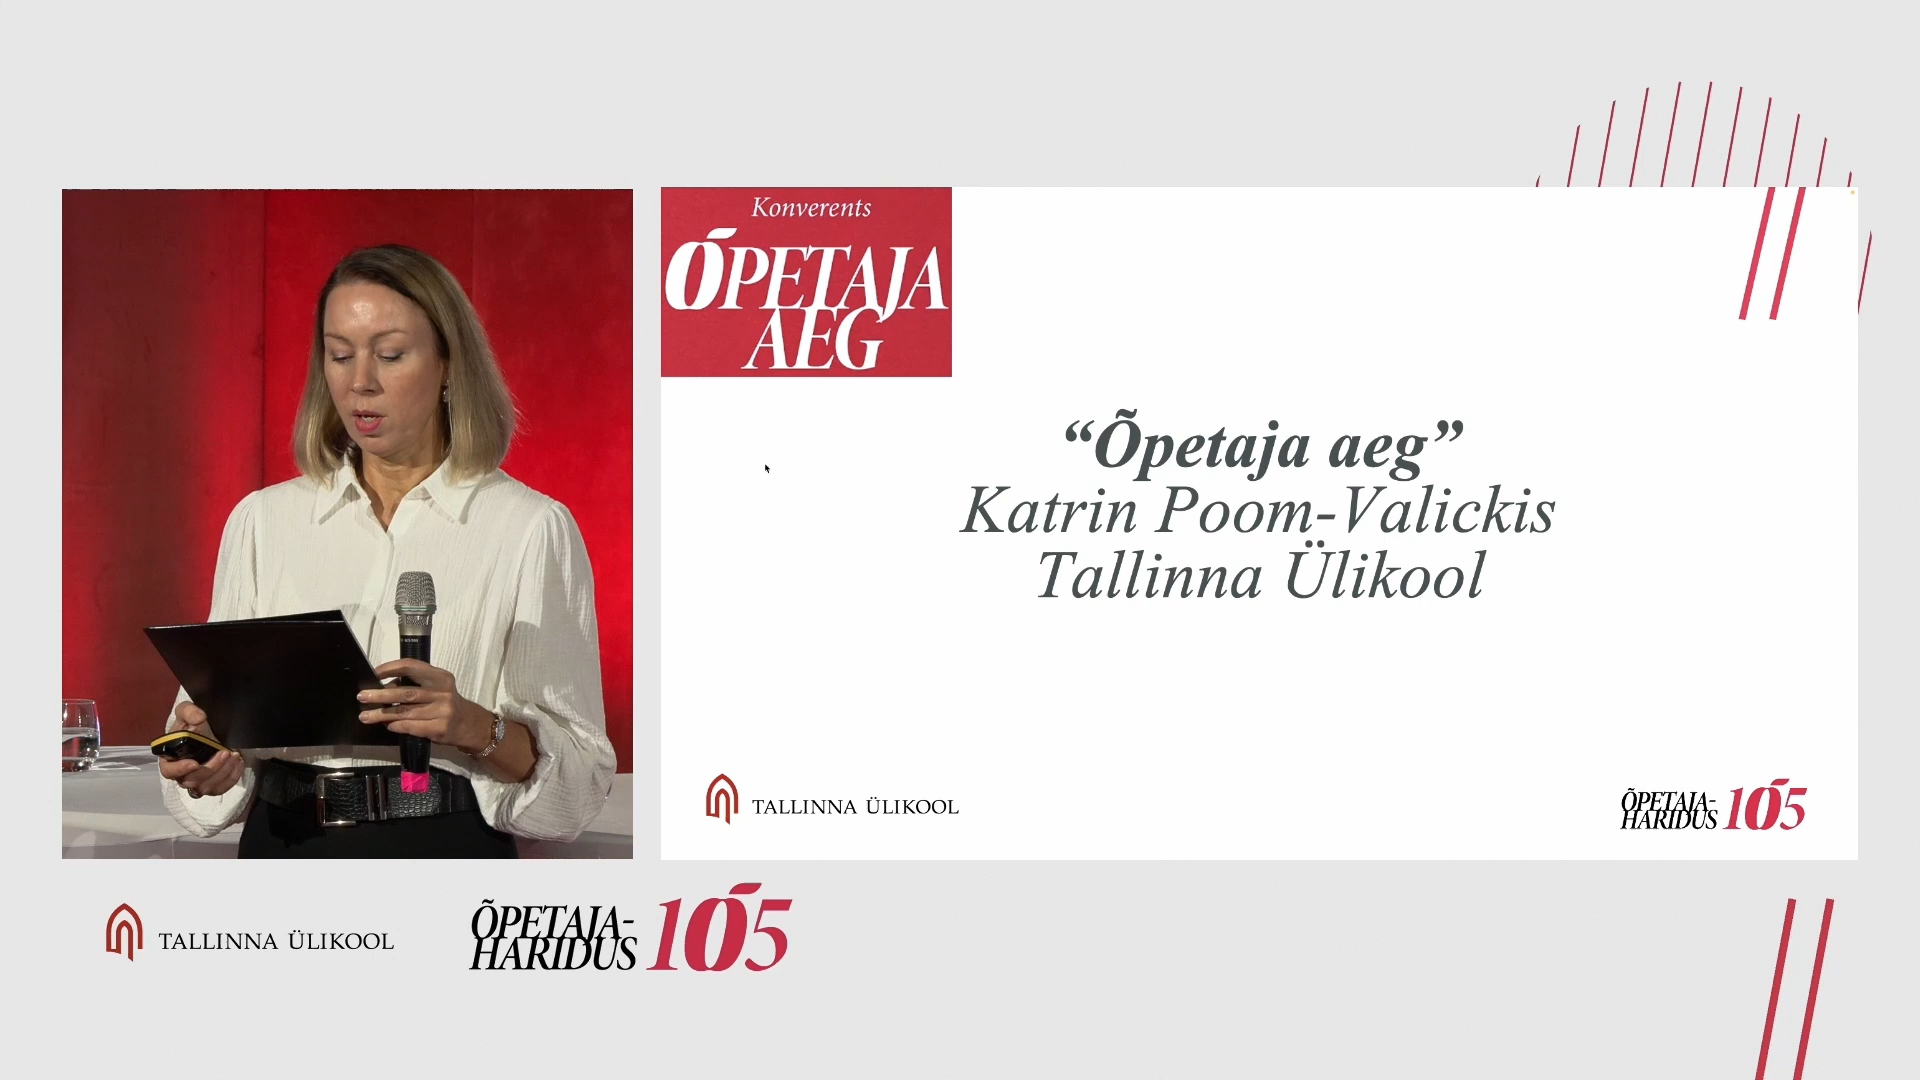 Konverents
ÕPETAJA
AEG
“Õpetaja aeg”
Katrin Poom-Valickis
Tallinna Ülikool
TALLINNA ÜLIKOOL
ÕPETAJA-
HARIDUS 105
TALLINNA ÜLIKOOL
ÕPETAJA-
HARIDUS 105